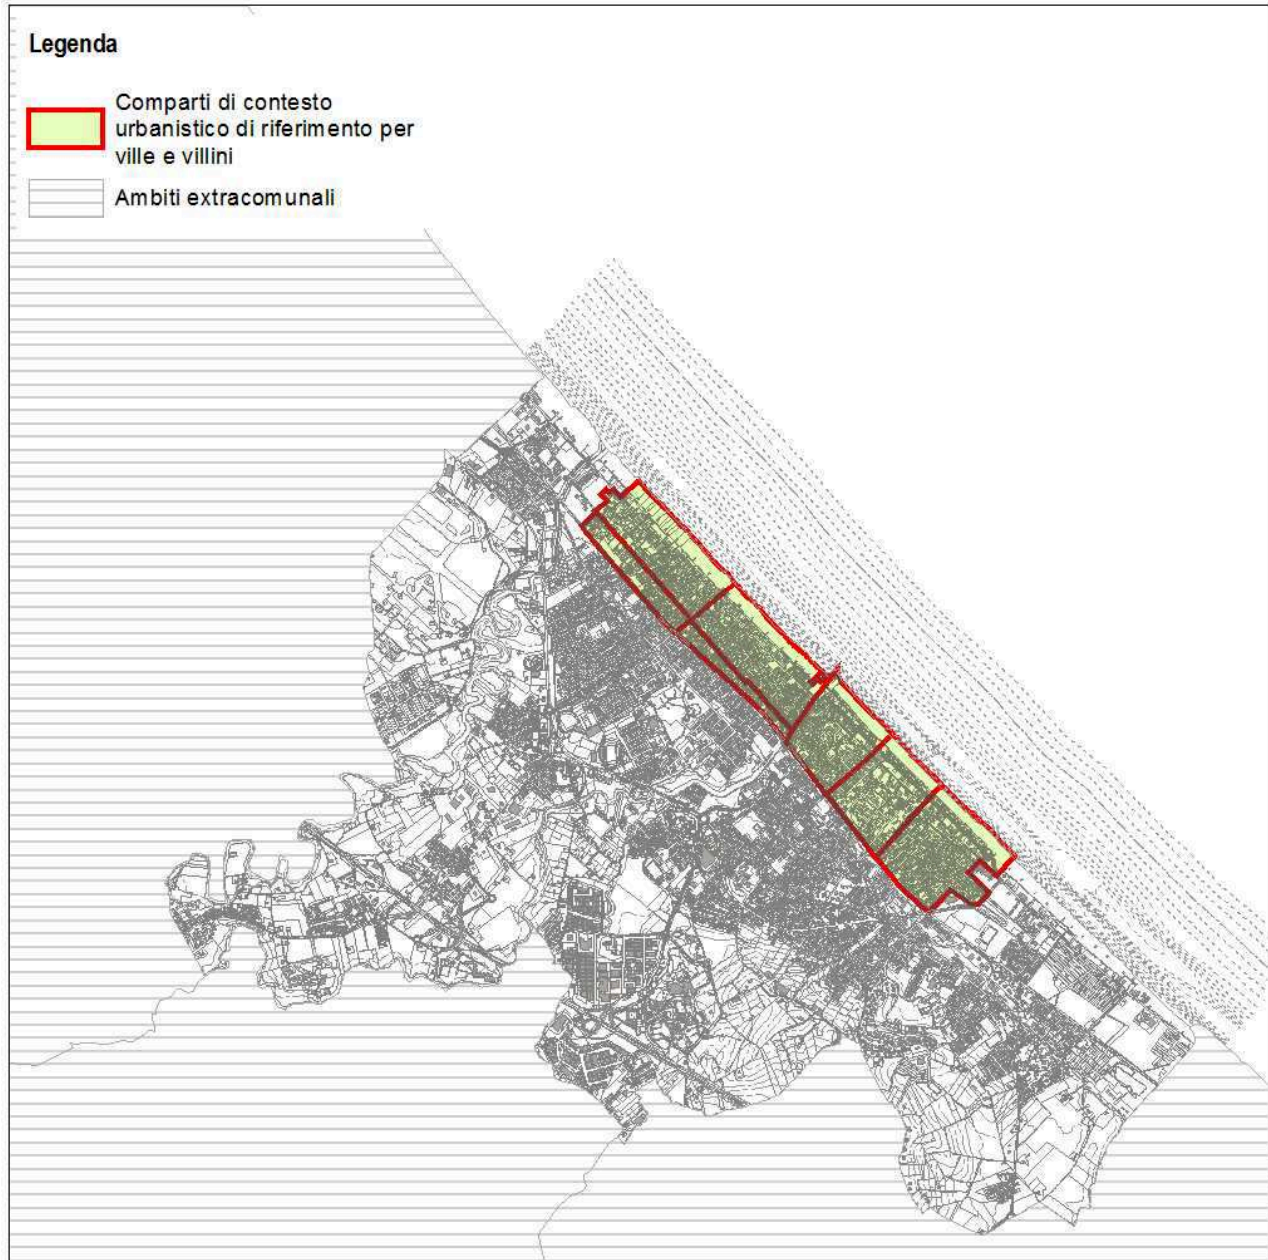 Legenda
Comparti di contesto
urbanistico di riferimento per
ville e villini
Ambiti extracomunali